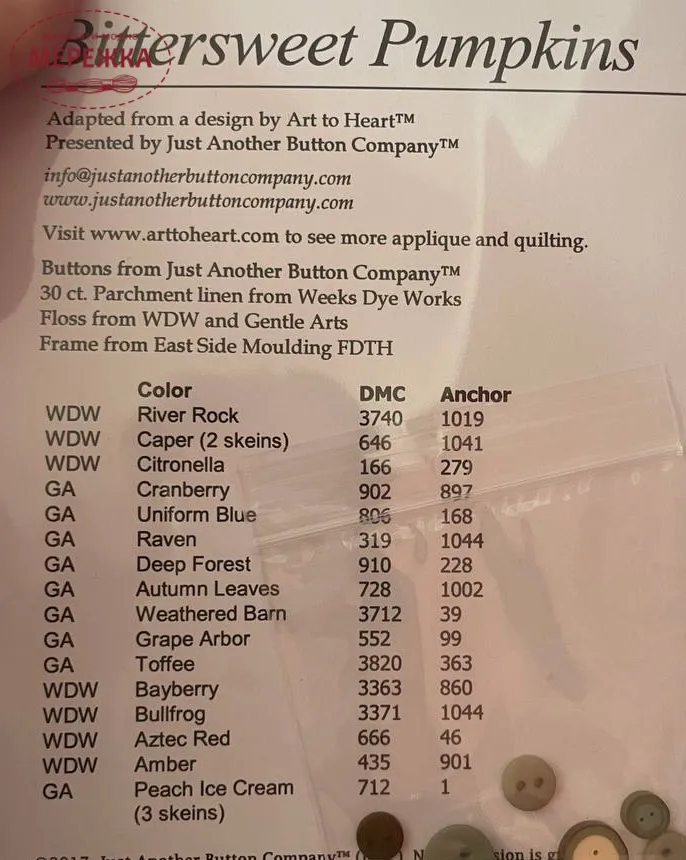 Bittersweet Pumpkins
МЕРЕЖКА
Adapted from a design by Art to Heart™
Presented by Just Another Button Company™
info@justanotherbuttoncompany.com
www.justanotherbuttoncompany.com
Visit www.arttoheart.com to see more applique and quilting.
Buttons from Just Another Button Company™
30 ct. Parchment linen from Weeks Dye Works
Floss from WDW and Gentle Arts
Frame from East Side Moulding FDTH
Color DMC Anchor
WDW River Rock 3740 1019
WDW Caper (2 skeins) 646 1041
WDW Citronella 166 279
GA Cranberry 902 897
GA Uniform Blue 806 168
GA Raven 319 1044
GA Deep Forest 910 228
GA Autumn Leaves 728 1002
GA Weathered Barn 3712 39
GA Grape Arbor 552 99
GA Toffee 3820 363
WDW Bayberry 3363 860
WDW Bullfrog 3371 1044
WDW Aztec Red 666 46
WDW Amber 435 901
GA Peach Ice Cream 712 1
(3 skeins)
©2017 Just Another Button Company™